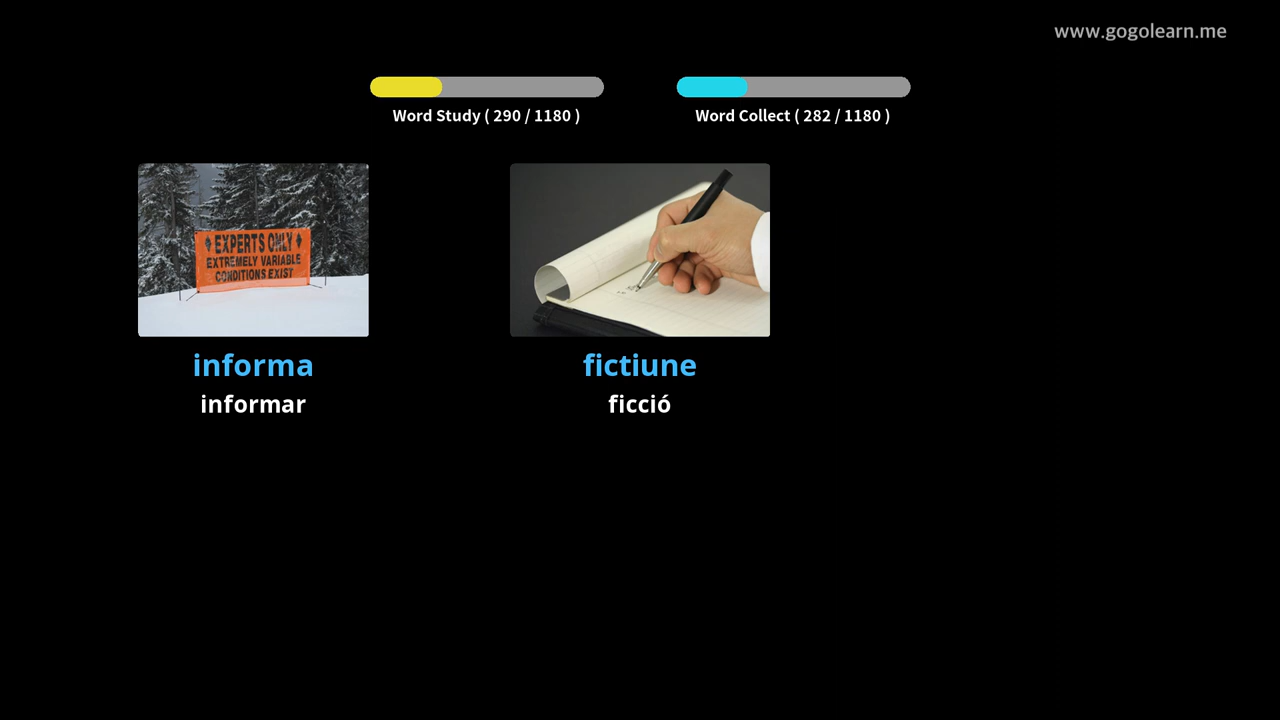 www.gogolearn.me
Word Study ( 290 / 1180 )
Word Collect ( 282 / 1180 )
EXPERTS ONLY
EXTREMELY VARIABLE
CONDITIONS EXIST
informa
informar
fictiune
ficció